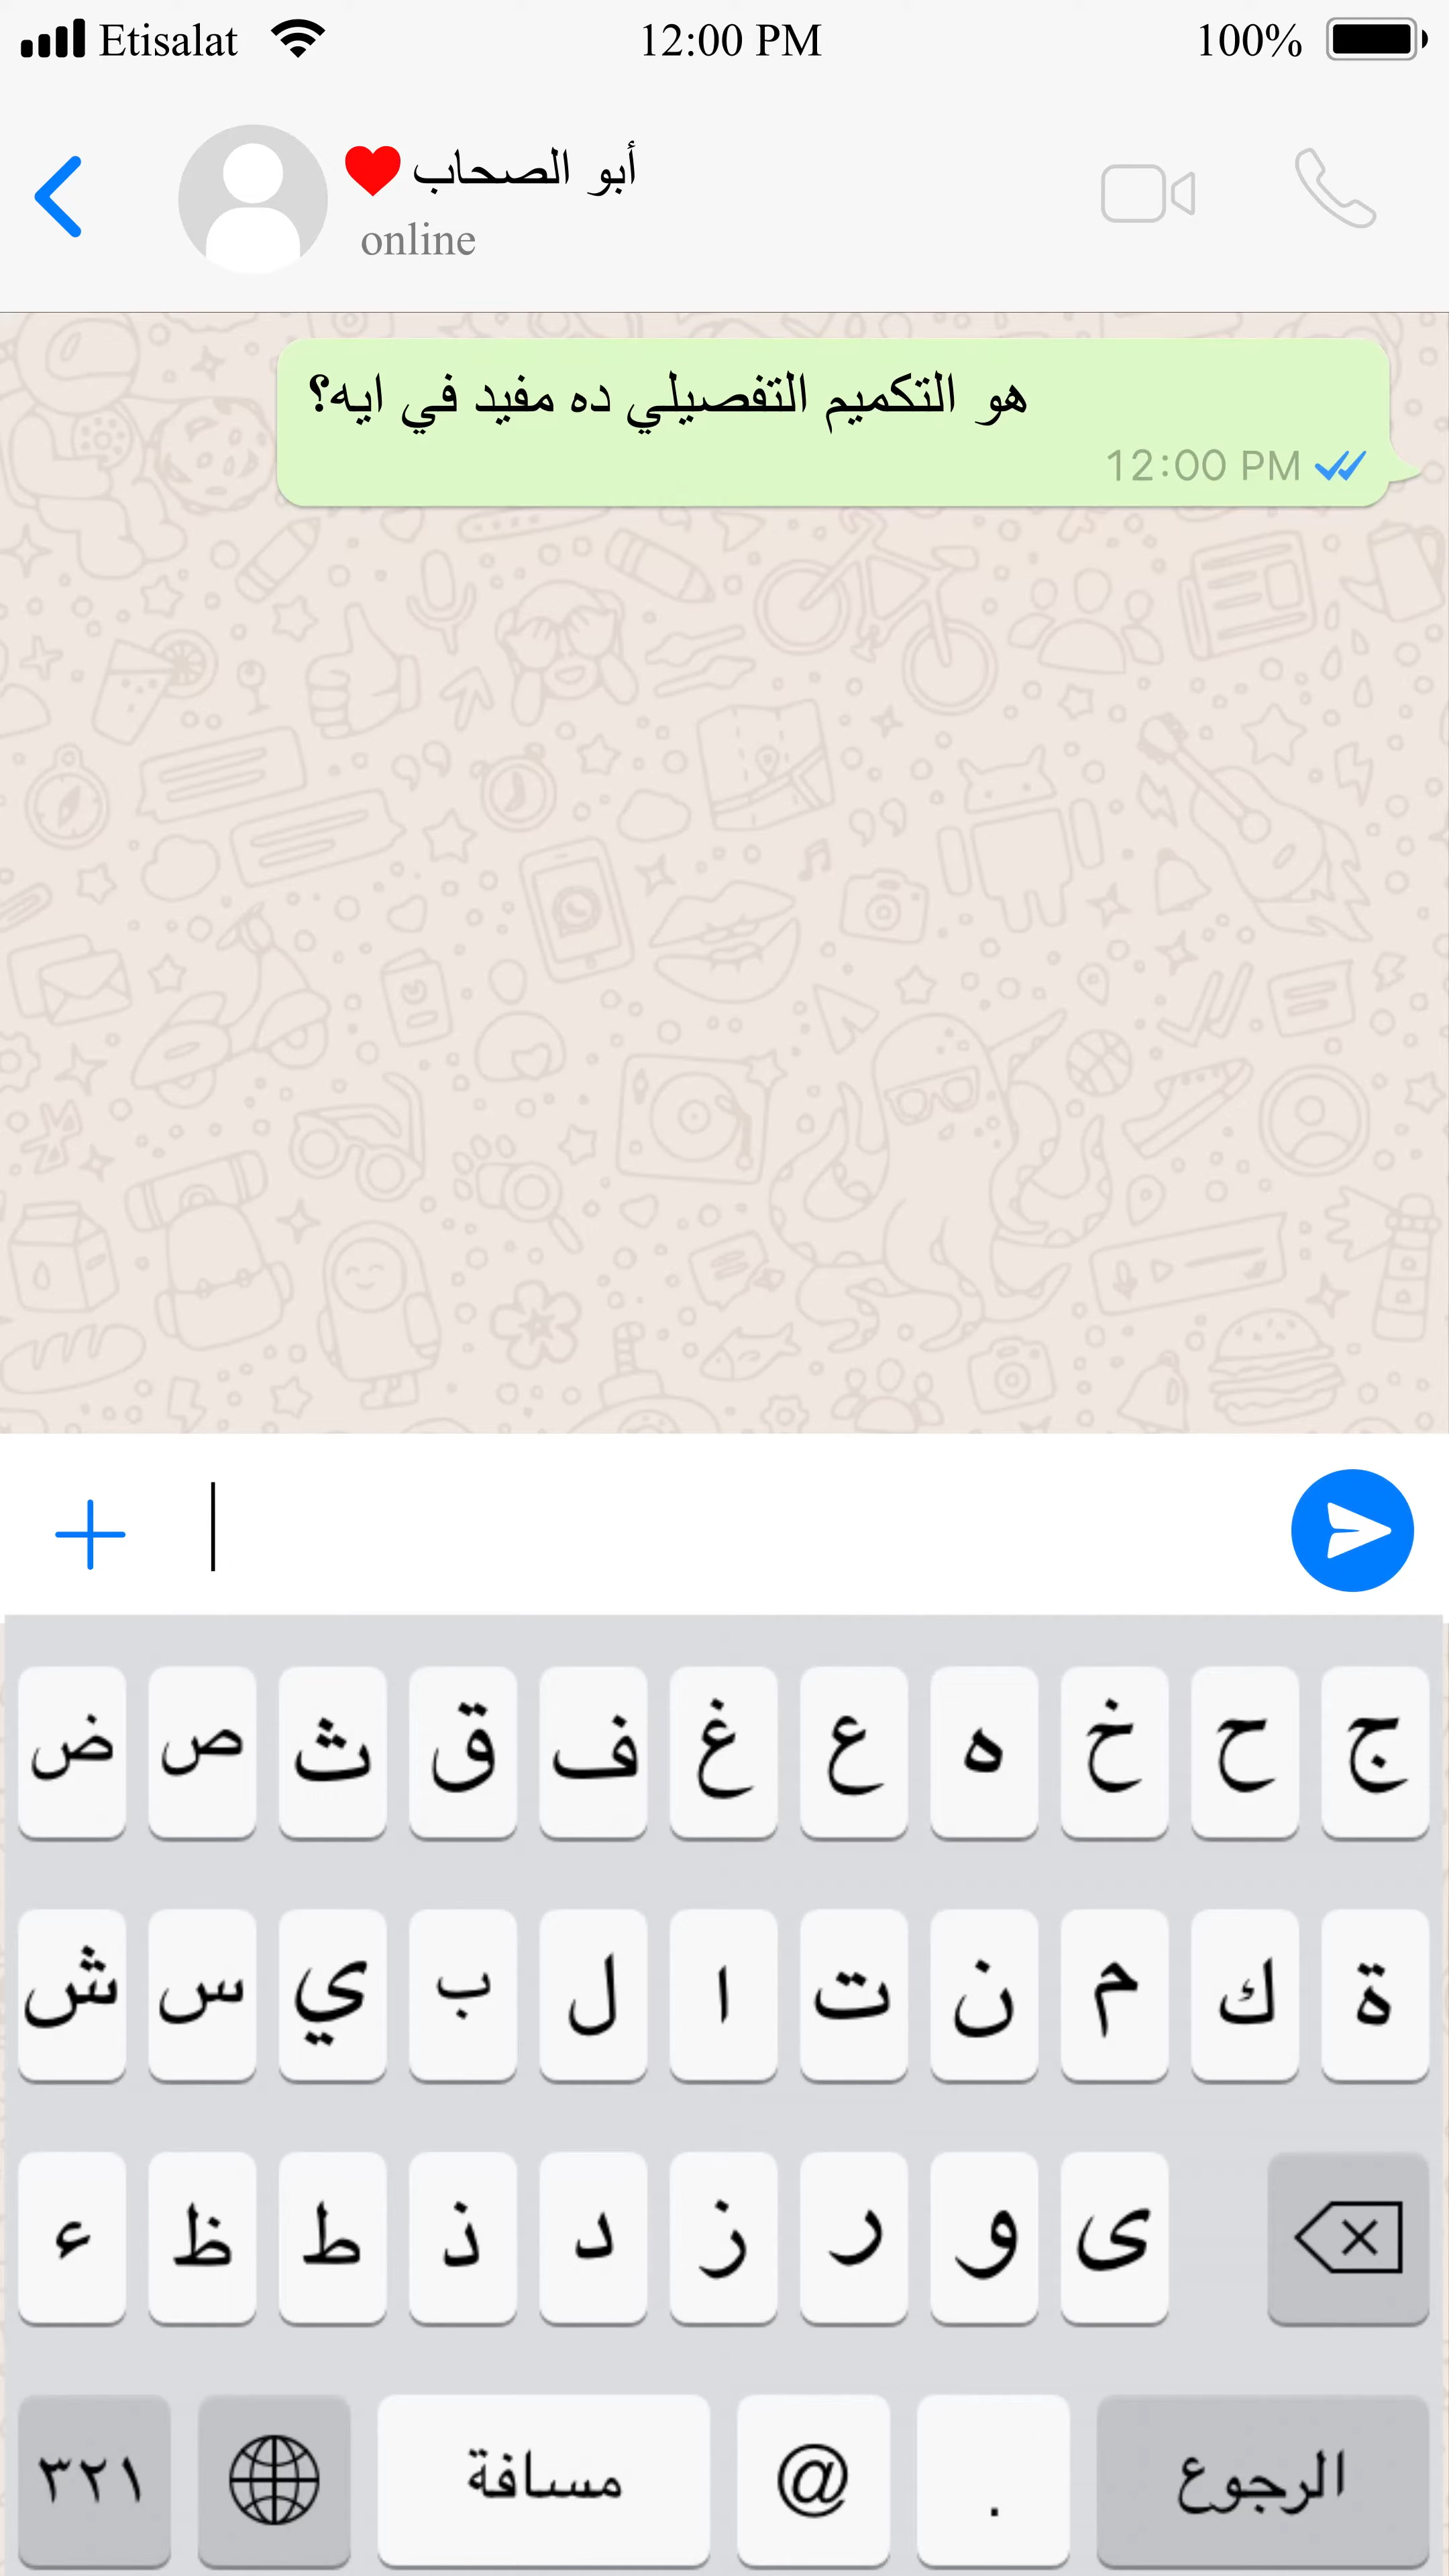 Etisalat 12:00 PM 100%
أبو الصحاب ❤
online
هو التكميم التفصيلي ده مفيد في ايه؟
12:00 PM
ض ص ث ق ف غ ع ه خ ح ج
ش س ي ب ل ا ت ن م ك ة
ء ظ ط ذ د ز ر و ى
٣٢١ مسافة @ . الرجوع